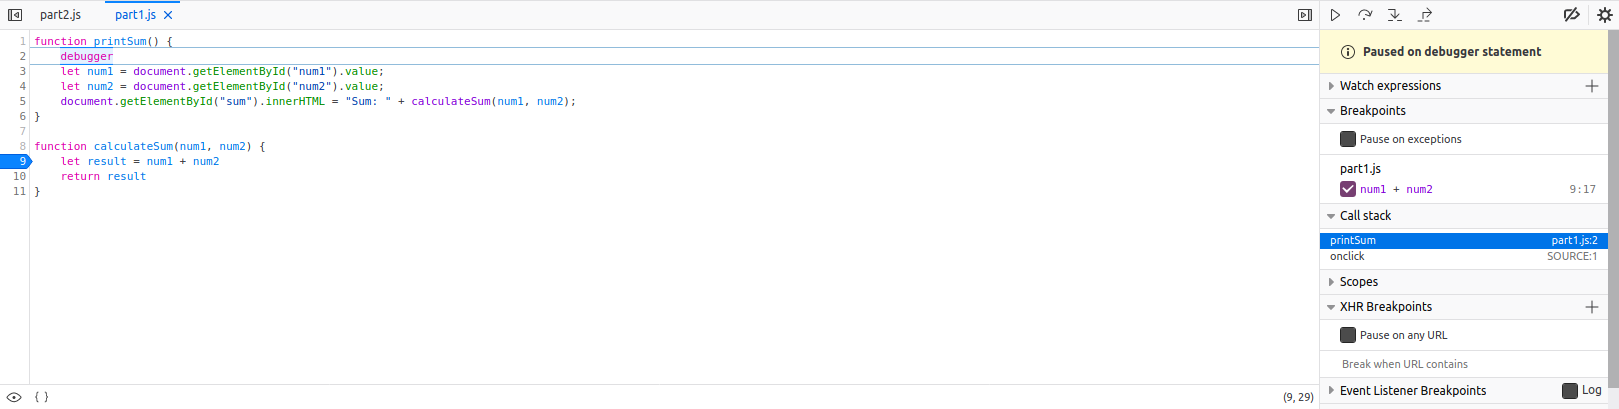 part2.js part1.js
1 function printSum() {
2 debugger
3 let num1 = document.getElementById("num1").value;
4 let num2 = document.getElementById("num2").value;
5 document.getElementById("sum").innerHTML = "Sum: " + calculateSum(num1, num2);
6 }
7
8 function calculateSum(num1, num2) {
9 let result = num1 + num2
10 return result
11 }
{ } (9, 29)
Paused on debugger statement
Watch expressions
Breakpoints
Pause on exceptions
part1.js
num1 + num2 9:17
Call stack
printSum part1.js:2
onclick SOURCE:1
Scopes
XHR Breakpoints
Pause on any URL
Break when URL contains
Event Listener Breakpoints Log